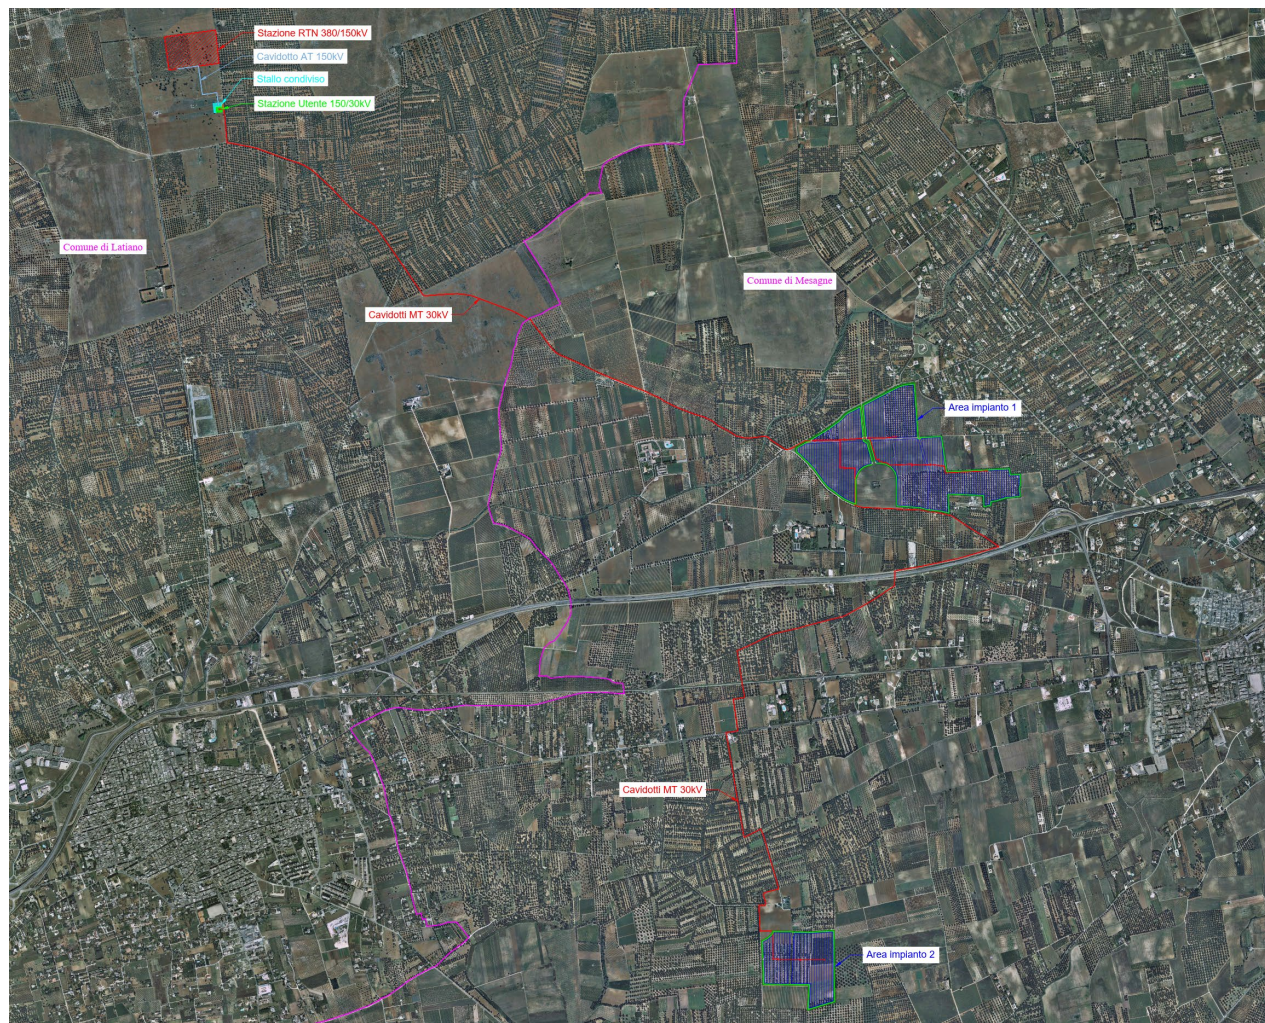 Stazione RTN 380/150kV
Cavidotto AT 150kV
Stallo condiviso
Stazione Utente 150/30kV
Comune di Latiano
Comune di Mesagne
Cavidotti MT 30kV
Area impianto 1
Cavidotti MT 30kV
Area impianto 2